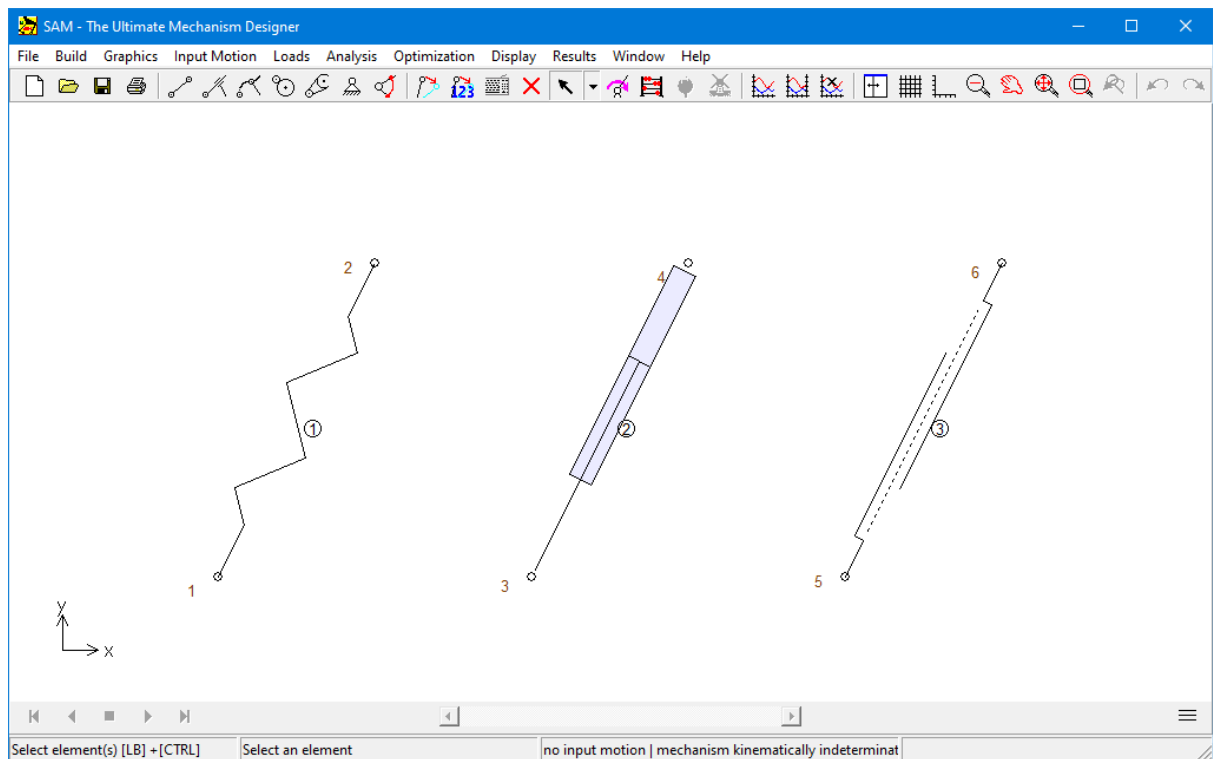 SAM - The Ultimate Mechanism Designer
File Build Graphics Input Motion Loads Analysis Optimization Display Results Window Help
123
2 4 6
1 2 3
1 3 5
y
x
Select element(s) [LB] +[CTRL] Select an element no input motion | mechanism kinematically indeterminat